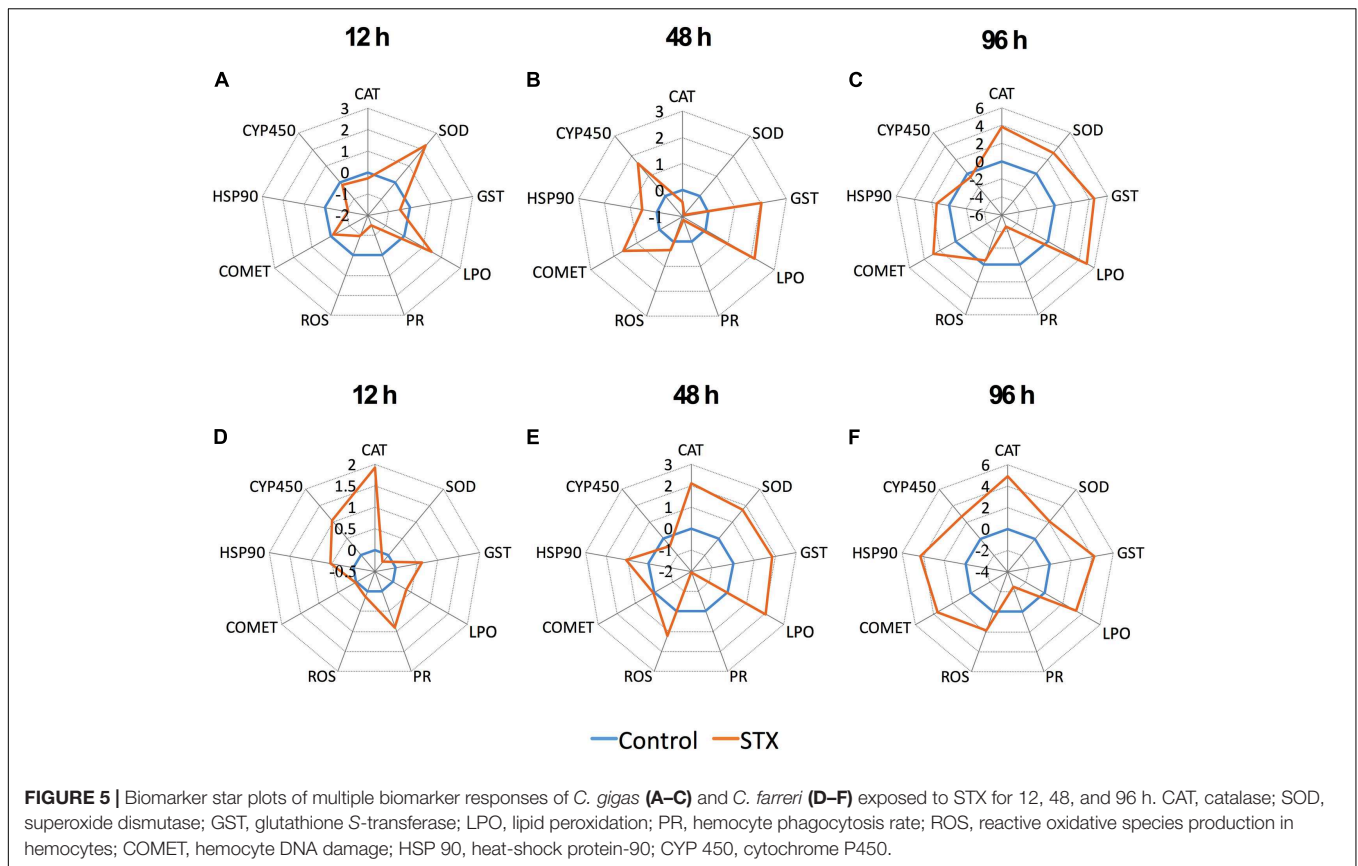 12 h
48 h
96 h
A
CAT
3
2
1
0
-1
-2
SOD
GST
LPO
PR
ROS
COMET
HSP90
CYP450
B
CAT
3
2
1
0
-1
SOD
GST
LPO
PR
ROS
COMET
HSP90
CYP450
C
CAT
6
4
2
0
-2
-4
-6
SOD
GST
LPO
PR
ROS
COMET
HSP90
CYP450
12 h
48 h
96 h
D
CAT
2
1.5
1
0.5
0
-0.5
SOD
GST
LPO
PR
ROS
COMET
HSP90
CYP450
E
CAT
3
2
1
0
-1
-2
SOD
GST
LPO
PR
ROS
COMET
HSP90
CYP450
F
CAT
6
4
2
0
-2
-4
SOD
GST
LPO
PR
ROS
COMET
HSP90
CYP450
Control STX
FIGURE 5 | Biomarker star plots of multiple biomarker responses of C. gigas (A–C) and C. farreri (D–F) exposed to STX for 12, 48, and 96 h. CAT, catalase; SOD,
superoxide dismutase; GST, glutathione S-transferase; LPO, lipid peroxidation; PR, hemocyte phagocytosis rate; ROS, reactive oxidative species production in
hemocytes; COMET, hemocyte DNA damage; HSP 90, heat-shock protein-90; CYP 450, cytochrome P450.